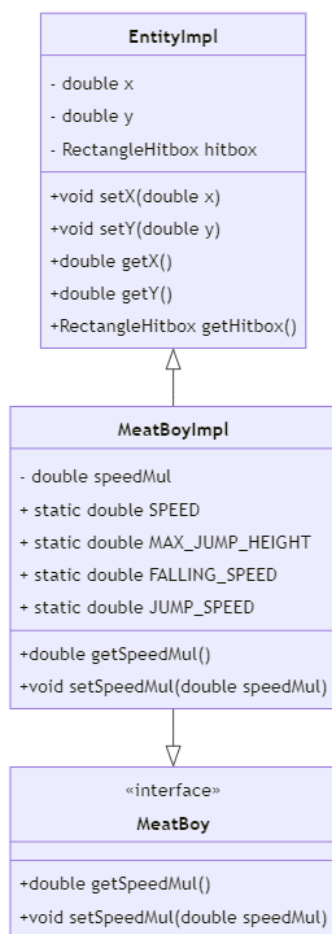 EntityImpl
- double x
- double y
- RectangleHitbox hitbox
+void setX(double x)
+void setY(double y)
+double getX()
+double getY()
+RectangleHitbox getHitbox()
MeatBoyImpl
- double speedMul
+ static double SPEED
+ static double MAX_JUMP_HEIGHT
+ static double FALLING_SPEED
+ static double JUMP_SPEED
+double getSpeedMul()
+void setSpeedMul(double speedMul)
«interface»
MeatBoy
+double getSpeedMul()
+void setSpeedMul(double speedMul)